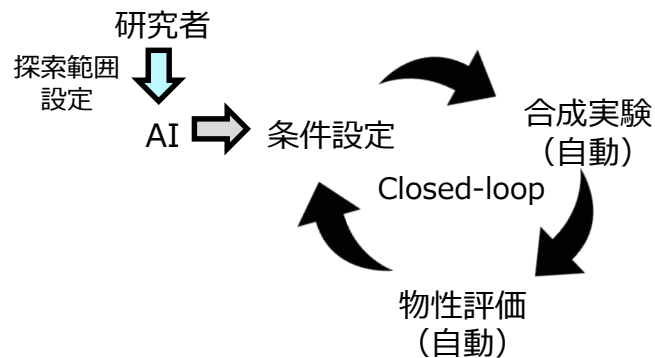 研究者
探索範囲
設定
AI
条件設定
合成実験
（自動）
Closed-loop
物性評価
（自動）